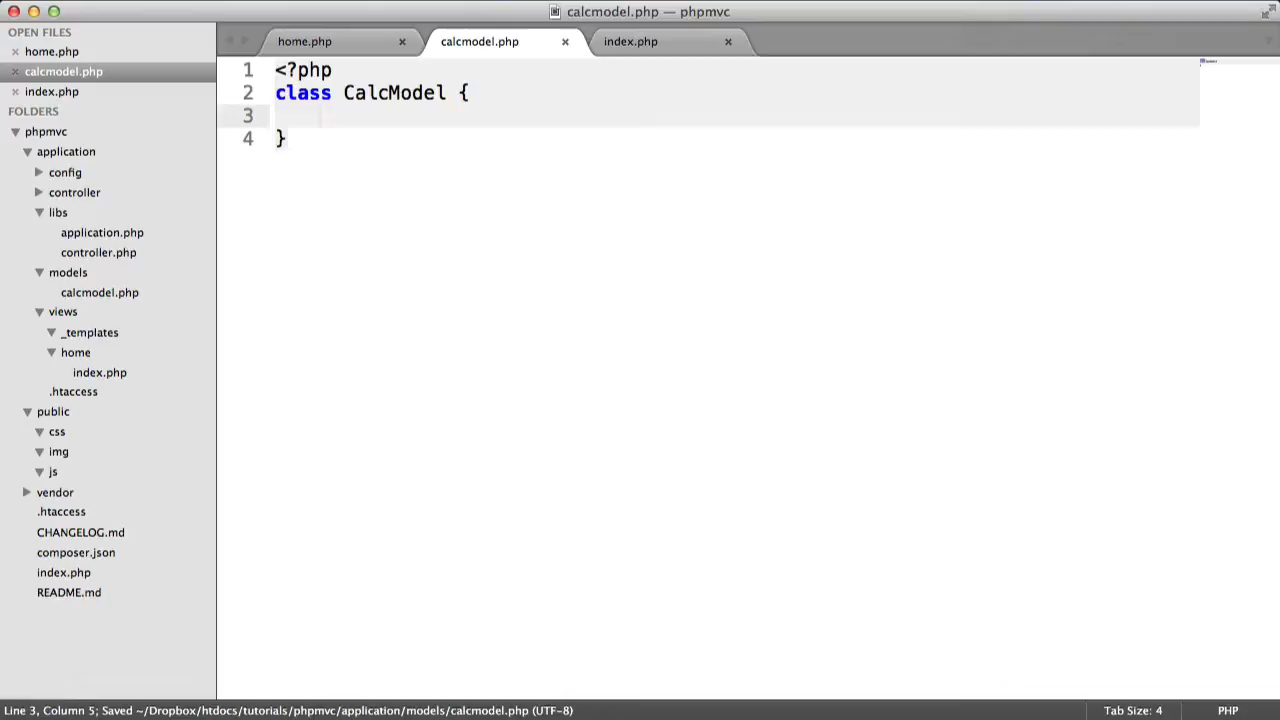 calcmodel.php — phpmvc
OPEN FILES
home.php
calcmodel.php
index.php
FOLDERS
phpmvc
application
config
controller
libs
application.php
controller.php
models
calcmodel.php
views
_templates
home
index.php
.htaccess
public
css
img
js
vendor
.htaccess
CHANGELOG.md
composer.json
index.php
README.md
home.php
calcmodel.php
index.php
1 <?php
2 class CalcModel {
3
4 }
Line 3, Column 5; Saved ~/Dropbox/htdocs/tutorials/phpmvc/application/models/calcmodel.php (UTF-8)
Tab Size: 4
PHP